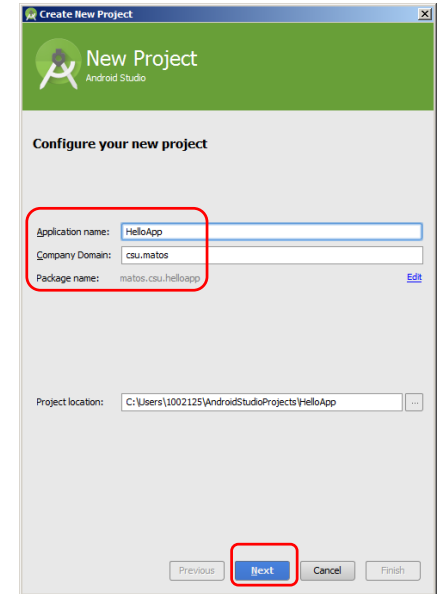 Create New Project
New Project
Android Studio
Configure your new project
Application name: HelloApp
Company Domain: csu.matos
Package name: matos.csu.helloapp Edit
Project location: C:\Users\1002125\AndroidStudioProjects\HelloApp ...
Previous Next Cancel Finish